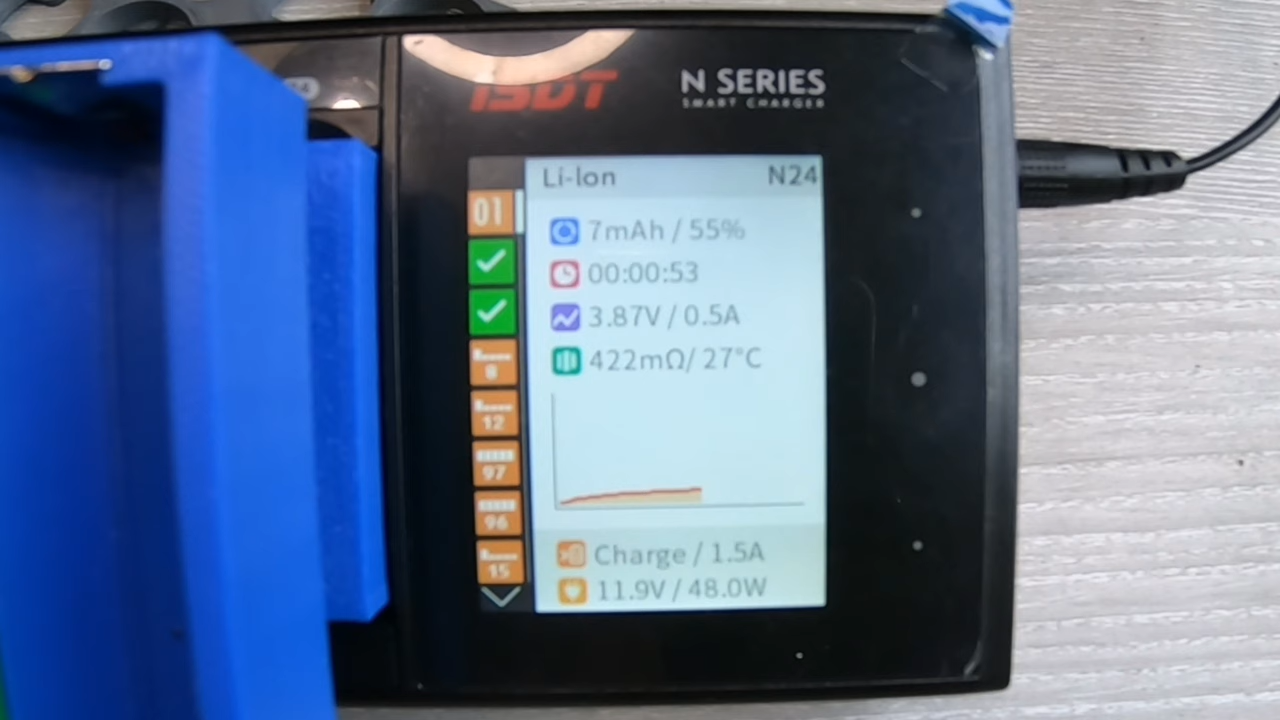 ISDT
N SERIES
SMART CHARGER
Li-Ion N24
01
7mAh / 55%
00:00:53
3.87V / 0.5A
8
422mΩ/ 27°C
12
97
96
15
Charge / 1.5A
11.9V / 48.0W